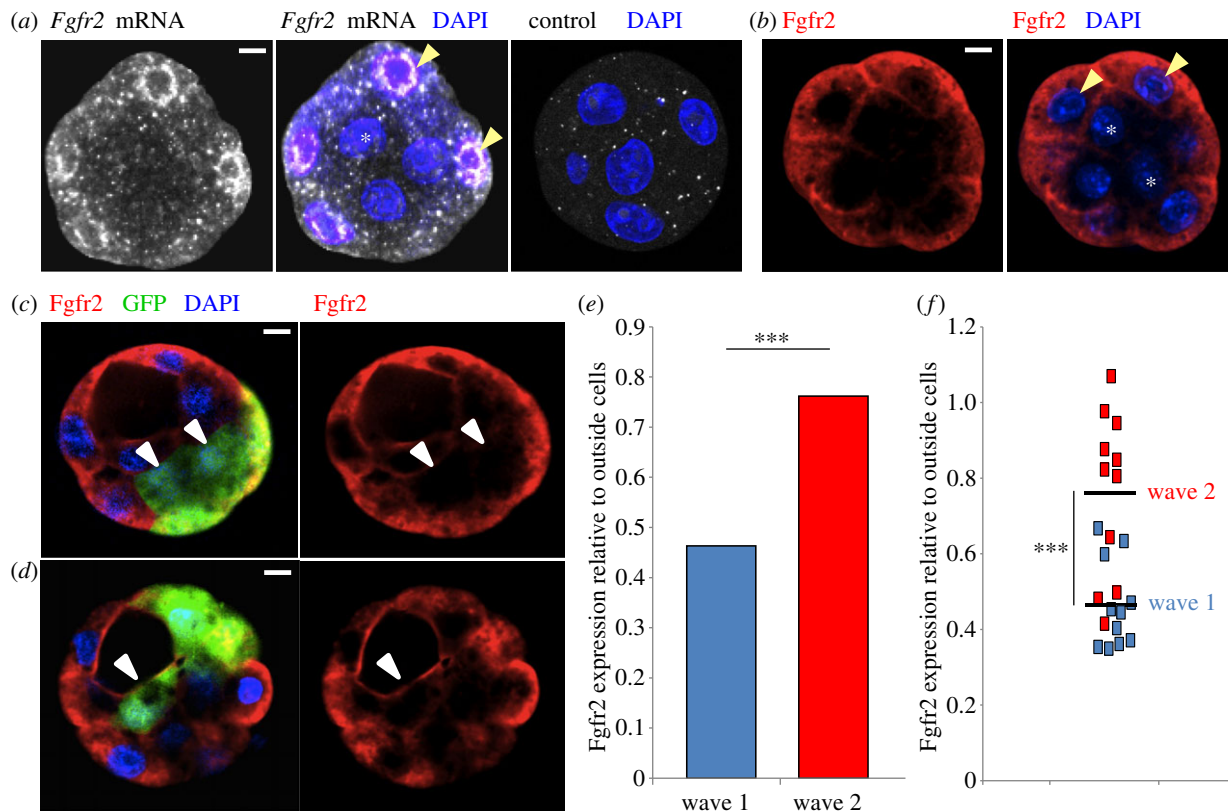 (a) Fgfr2 mRNA Fgfr2 mRNA DAPI control DAPI (b) Fgfr2 Fgfr2 DAPI
*
*
*
(c) Fgfr2 GFP DAPI Fgfr2
(d)
(e)
Fgfr2 expression relative to outside cells
0.9
0.8
0.7
0.6
0.5
0.4
0.3
0.2
0.1
0
***
wave 1 wave 2
(f)
Fgfr2 expression relative to outside cells
1.2
1.0
0.8
0.6
0.4
0.2
0
***
wave 2
wave 1